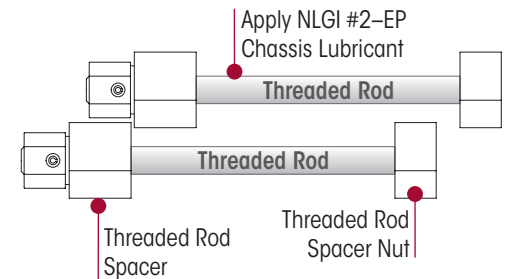 Apply NLGI #2–EP
Chassis Lubricant
Threaded Rod
Threaded Rod
Threaded Rod
Spacer Nut
Threaded Rod
Spacer